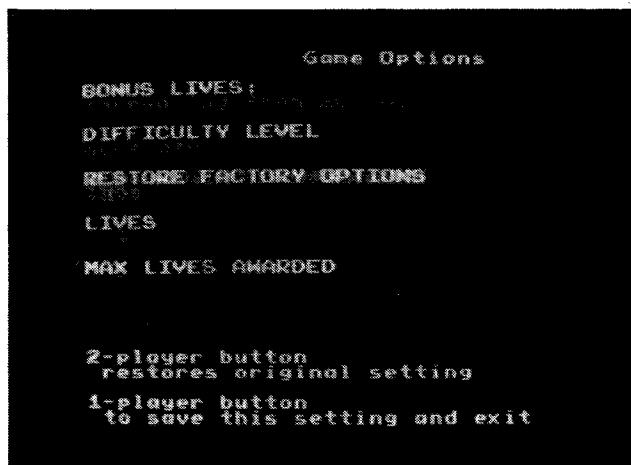 Game Options
BONUS LIVES:
DIFFICULTY LEVEL
RESTORE FACTORY OPTIONS
LIVES
MAX LIVES AWARDED
2-player button
restores original setting
1-player button
to save this setting and exit